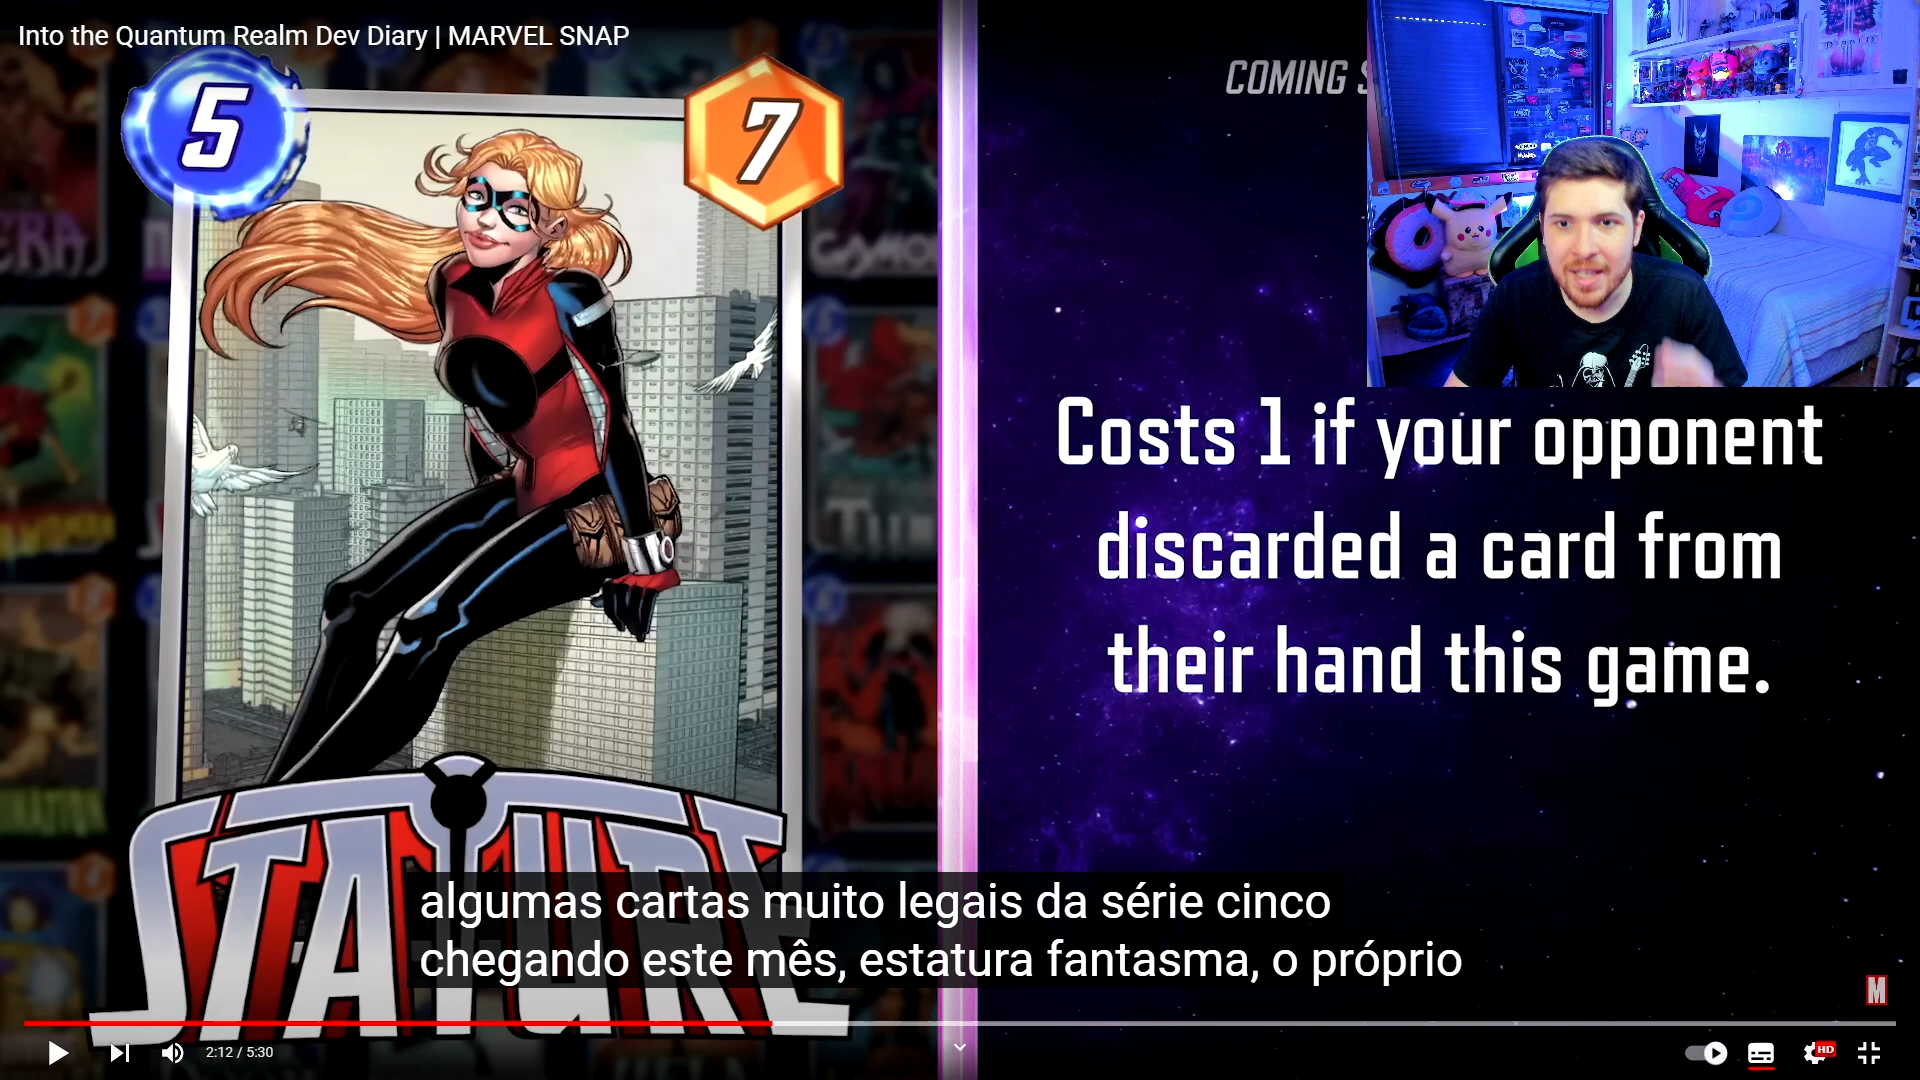 Into the Quantum Realm Dev Diary | MARVEL SNAP
5
7
COMING
Costs 1 if your opponent
discarded a card from
their hand this game.
STATURE
algumas cartas muito legais da série cinco
chegando este mês, estatura fantasma, o próprio
M
2:12 / 5:30
HD